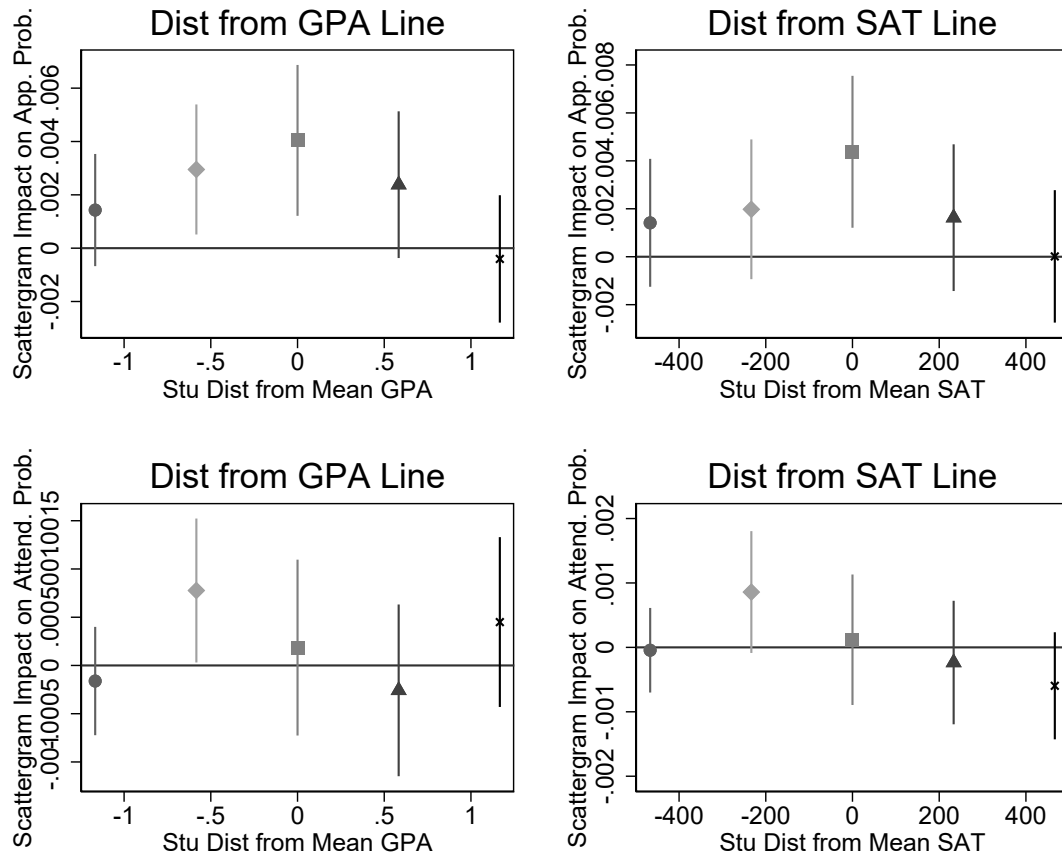 Dist from GPA Line
Scattergram Impact on App. Prob.
-.002 0 .002 .004 .006
-1 -.5 0 .5 1
Stu Dist from Mean GPA
Dist from SAT Line
Scattergram Impact on App. Prob.
-.002 0 .002 .004 .006 .008
-400 -200 0 200 400
Stu Dist from Mean SAT
Dist from GPA Line
Scattergram Impact on Attend. Prob.
-.001 -.0005 0 .0005 .001 .0015
-1 -.5 0 .5 1
Stu Dist from Mean GPA
Dist from SAT Line
Scattergram Impact on Attend. Prob.
-.002 -.001 0 .001 .002
-400 -200 0 200 400
Stu Dist from Mean SAT